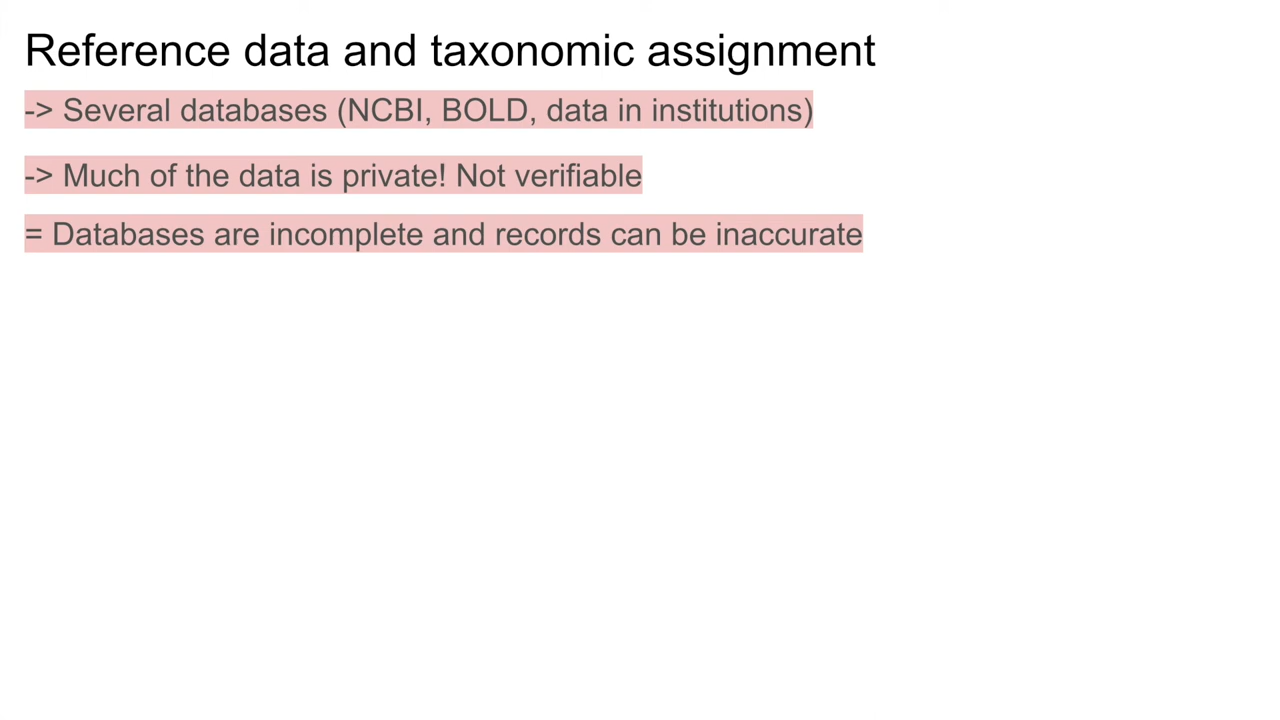 Reference data and taxonomic assignment
-> Several databases (NCBI, BOLD, data in institutions)
-> Much of the data is private! Not verifiable
= Databases are incomplete and records can be inaccurate